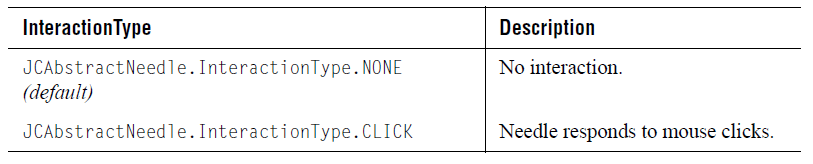 InteractionType Description
JCAbstractNeedle.InteractionType.NONE No interaction.
(default)
JCAbstractNeedle.InteractionType.CLICK Needle responds to mouse clicks.